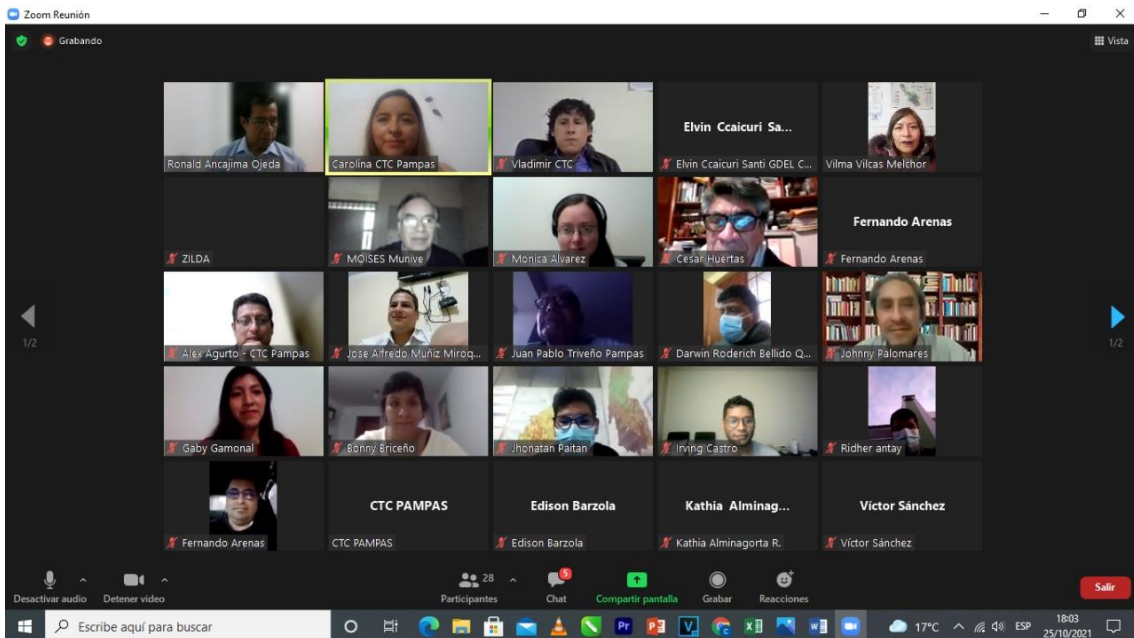 Zoom Reunión
Grabando
Vista
Ronald Ancajima Ojeda
Carolina CTC Pampas
Vladimir CTC
Elvin Ccaicuri Sa...
Elvin Ccaicuri Santi GDEL C...
Vilma Vilcas Melchor
ZILDA
MOISES Munive
Monica Alvarez
Cesar Huertas
Fernando Arenas
Fernando Arenas
1/2
1/2
Alex Agurto - CTC Pampas
Jose Alfredo Muñiz Miroq...
Juan Pablo Triveño Pampas
Darwin Roderich Bellido Q...
Johnny Palomares
Gaby Gamonal
Bonny Briceño
Jhonatan Paitan
Irving Castro
Ridher antay
Fernando Arenas
CTC PAMPAS
CTC PAMPAS
Edison Barzola
Edison Barzola
Kathia Alminag...
Kathia Alminagorta R.
Víctor Sánchez
Víctor Sánchez
Desactivar audio
Detener video
28
Participantes
5
Chat
Compartir pantalla
Grabar
Reacciones
Salir
Escribe aquí para buscar
17°C
ESP
18:03
25/10/2021